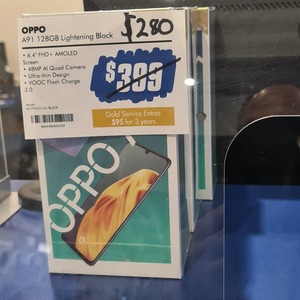 OPPO
A91 128GB Lightening Black
$280
• 6.4" FHD+ AMOLED
Screen
• 48MP AI Quad Camera
• Ultra-thin Design
• VOOC Flash Charge
3.0
$399
Gold Service Extras
$95 for 3 years
OPPO